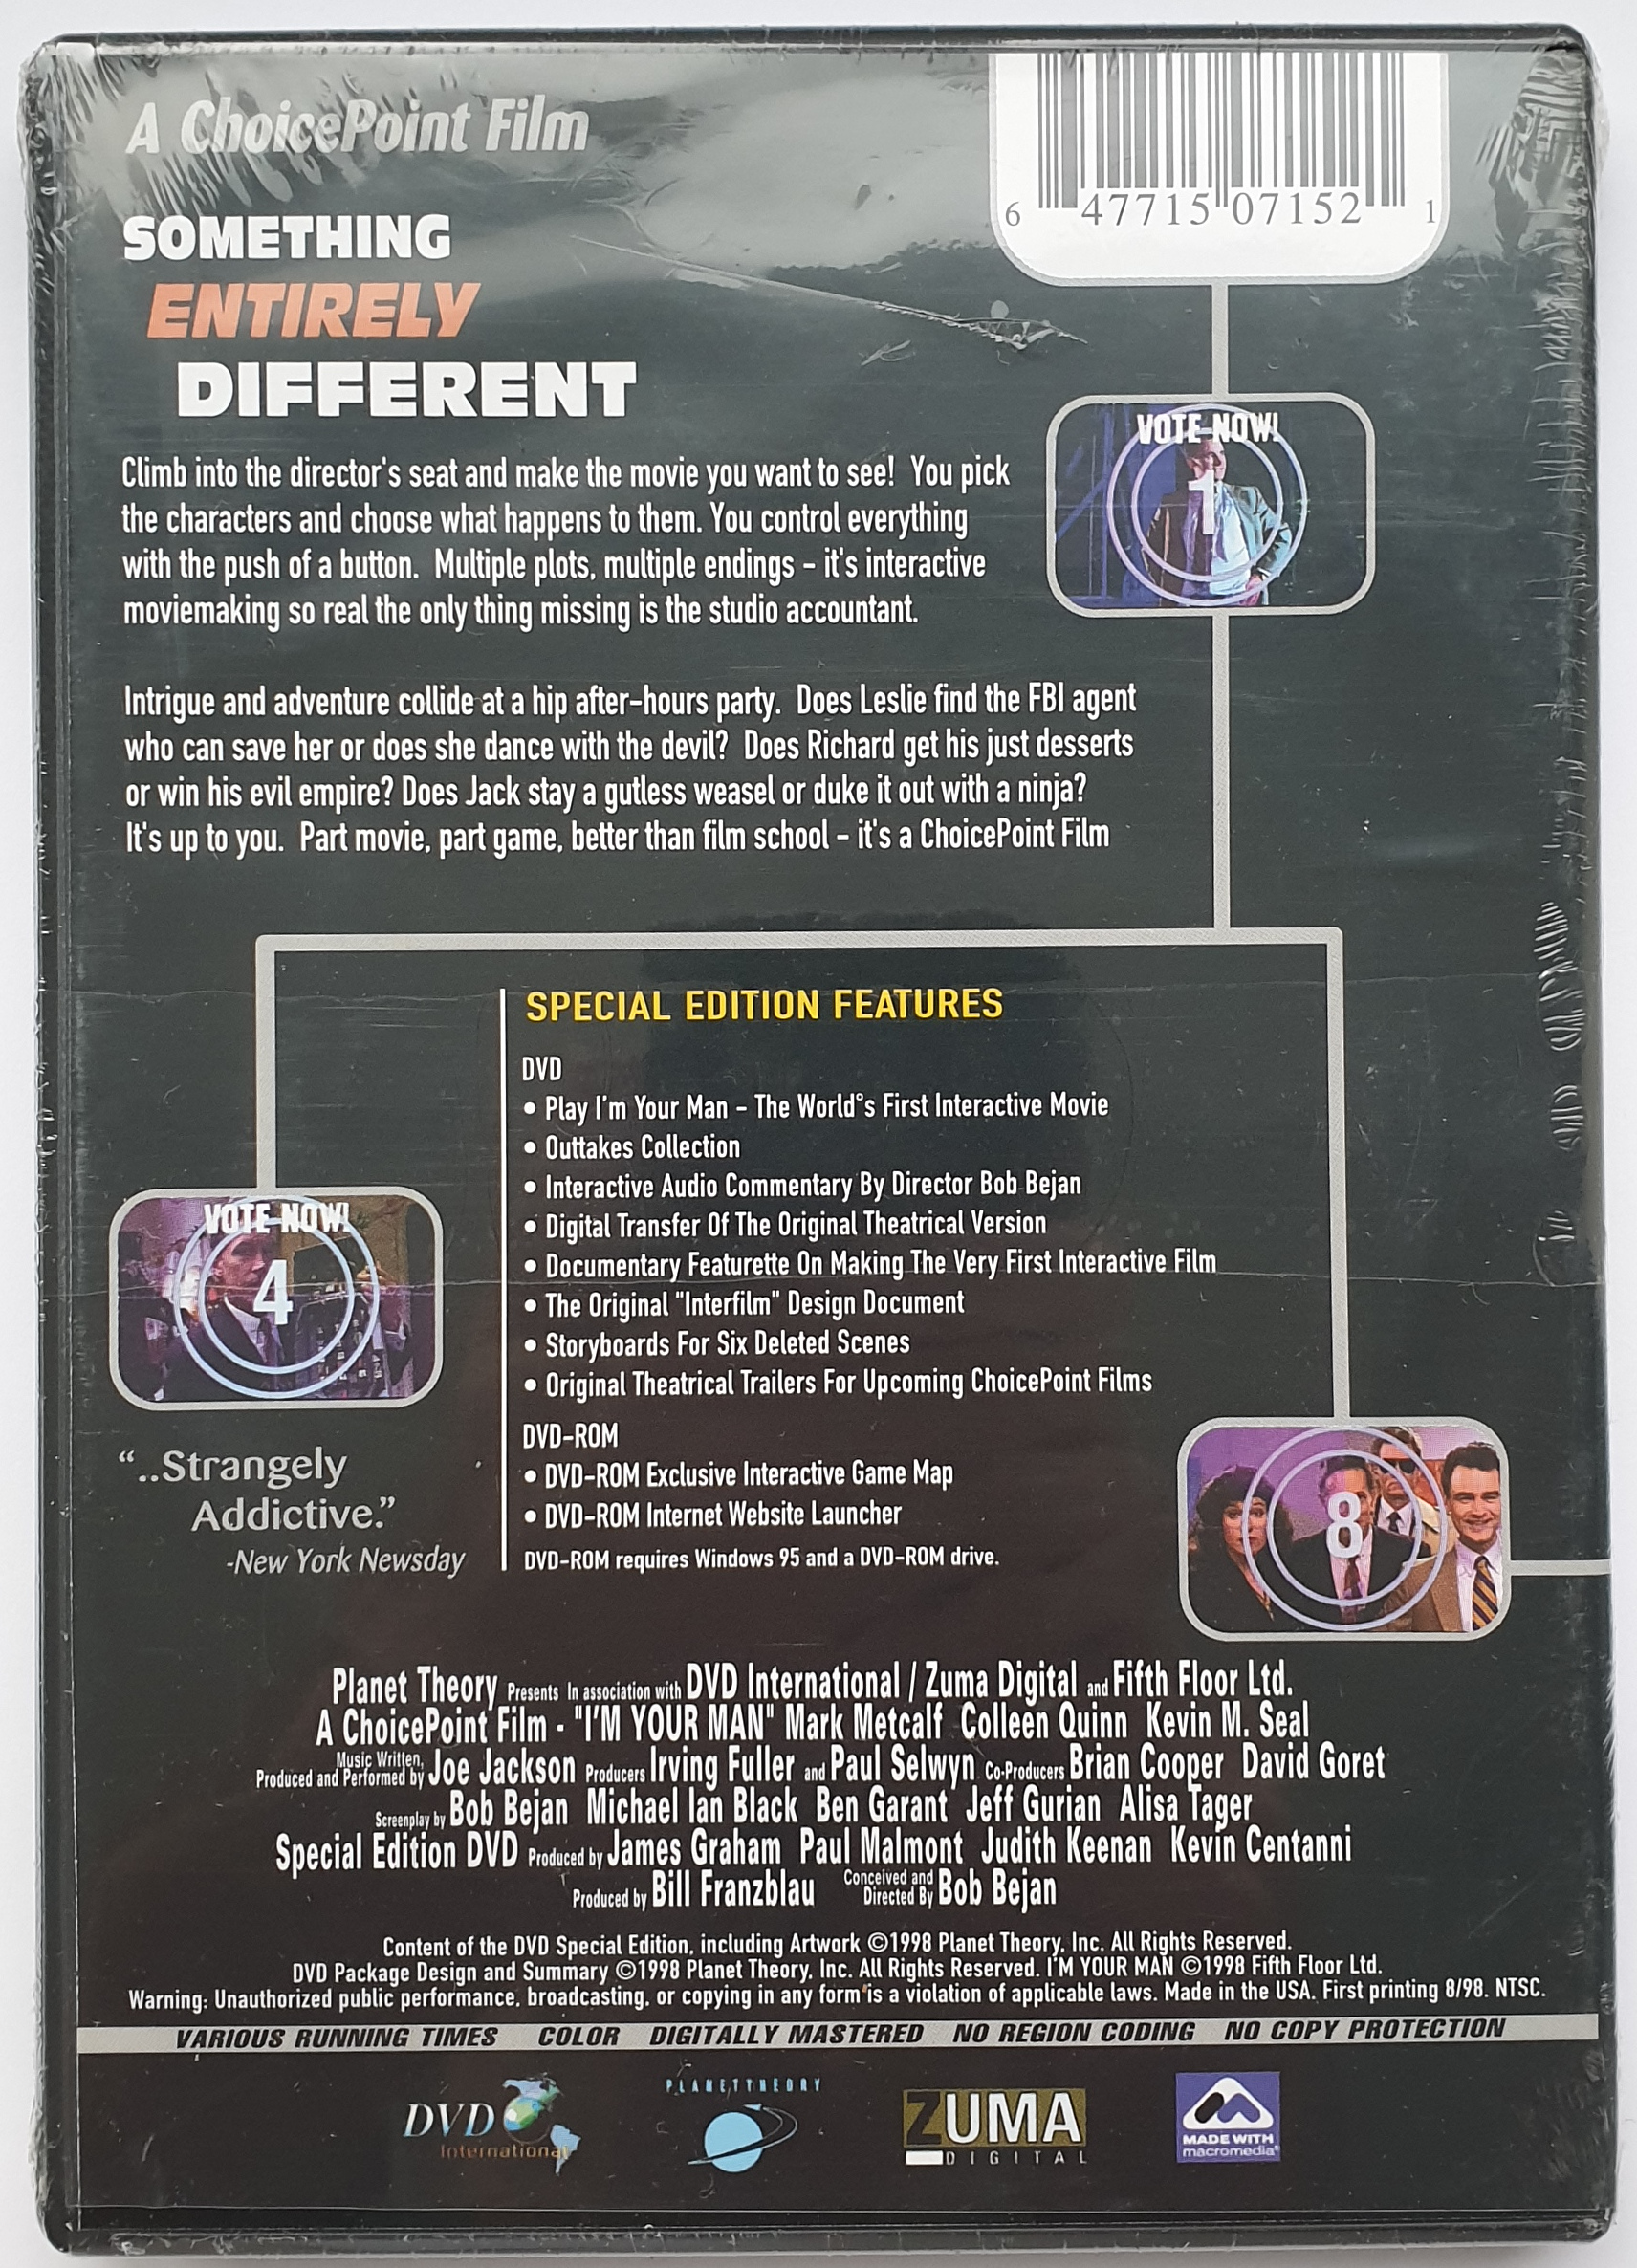 A ChoicePoint Film
6 47715 07152 1
SOMETHING
ENTIRELY
DIFFERENT
VOTE NOW!
1
Climb into the director's seat and make the movie you want to see! You pick
the characters and choose what happens to them. You control everything
with the push of a button. Multiple plots, multiple endings – it's interactive
moviemaking so real the only thing missing is the studio accountant.
Intrigue and adventure collide at a hip after-hours party. Does Leslie find the FBI agent
who can save her or does she dance with the devil? Does Richard get his just desserts
or win his evil empire? Does Jack stay a gutless weasel or duke it out with a ninja?
It's up to you. Part movie, part game, better than film school – it's a ChoicePoint Film
SPECIAL EDITION FEATURES
DVD
• Play I'm Your Man – The World°s First Interactive Movie
• Outtakes Collection
• Interactive Audio Commentary By Director Bob Bejan
• Digital Transfer Of The Original Theatrical Version
• Documentary Featurette On Making The Very First Interactive Film
• The Original "Interfilm" Design Document
• Storyboards For Six Deleted Scenes
• Original Theatrical Trailers For Upcoming ChoicePoint Films
DVD-ROM
• DVD-ROM Exclusive Interactive Game Map
• DVD-ROM Internet Website Launcher
DVD-ROM requires Windows 95 and a DVD-ROM drive.
VOTE NOW!
4
“..Strangely
Addictive.”
-New York Newsday
8
Planet Theory Presents In association with DVD International / Zuma Digital and Fifth Floor Ltd.
A ChoicePoint Film - "I'M YOUR MAN" Mark Metcalf Colleen Quinn Kevin M. Seal
Music Written, Produced and Performed by Joe Jackson Producers Irving Fuller and Paul Selwyn Co-Producers Brian Cooper David Goret
Screenplay by Bob Bejan Michael Ian Black Ben Garant Jeff Gurian Alisa Tager
Special Edition DVD Produced by James Graham Paul Malmont Judith Keenan Kevin Centanni
Produced by Bill Franzblau Conceived and Directed By Bob Bejan
Content of the DVD Special Edition, including Artwork ©1998 Planet Theory, Inc. All Rights Reserved.
DVD Package Design and Summary ©1998 Planet Theory, Inc. All Rights Reserved. I'M YOUR MAN ©1998 Fifth Floor Ltd.
Warning: Unauthorized public performance, broadcasting, or copying in any form is a violation of applicable laws. Made in the USA. First printing 8/98. NTSC.
VARIOUS RUNNING TIMES COLOR DIGITALLY MASTERED NO REGION CODING NO COPY PROTECTION
DVD
International
PLANETTHEORY
ZUMA
DIGITAL
MADE WITH
macromedia®